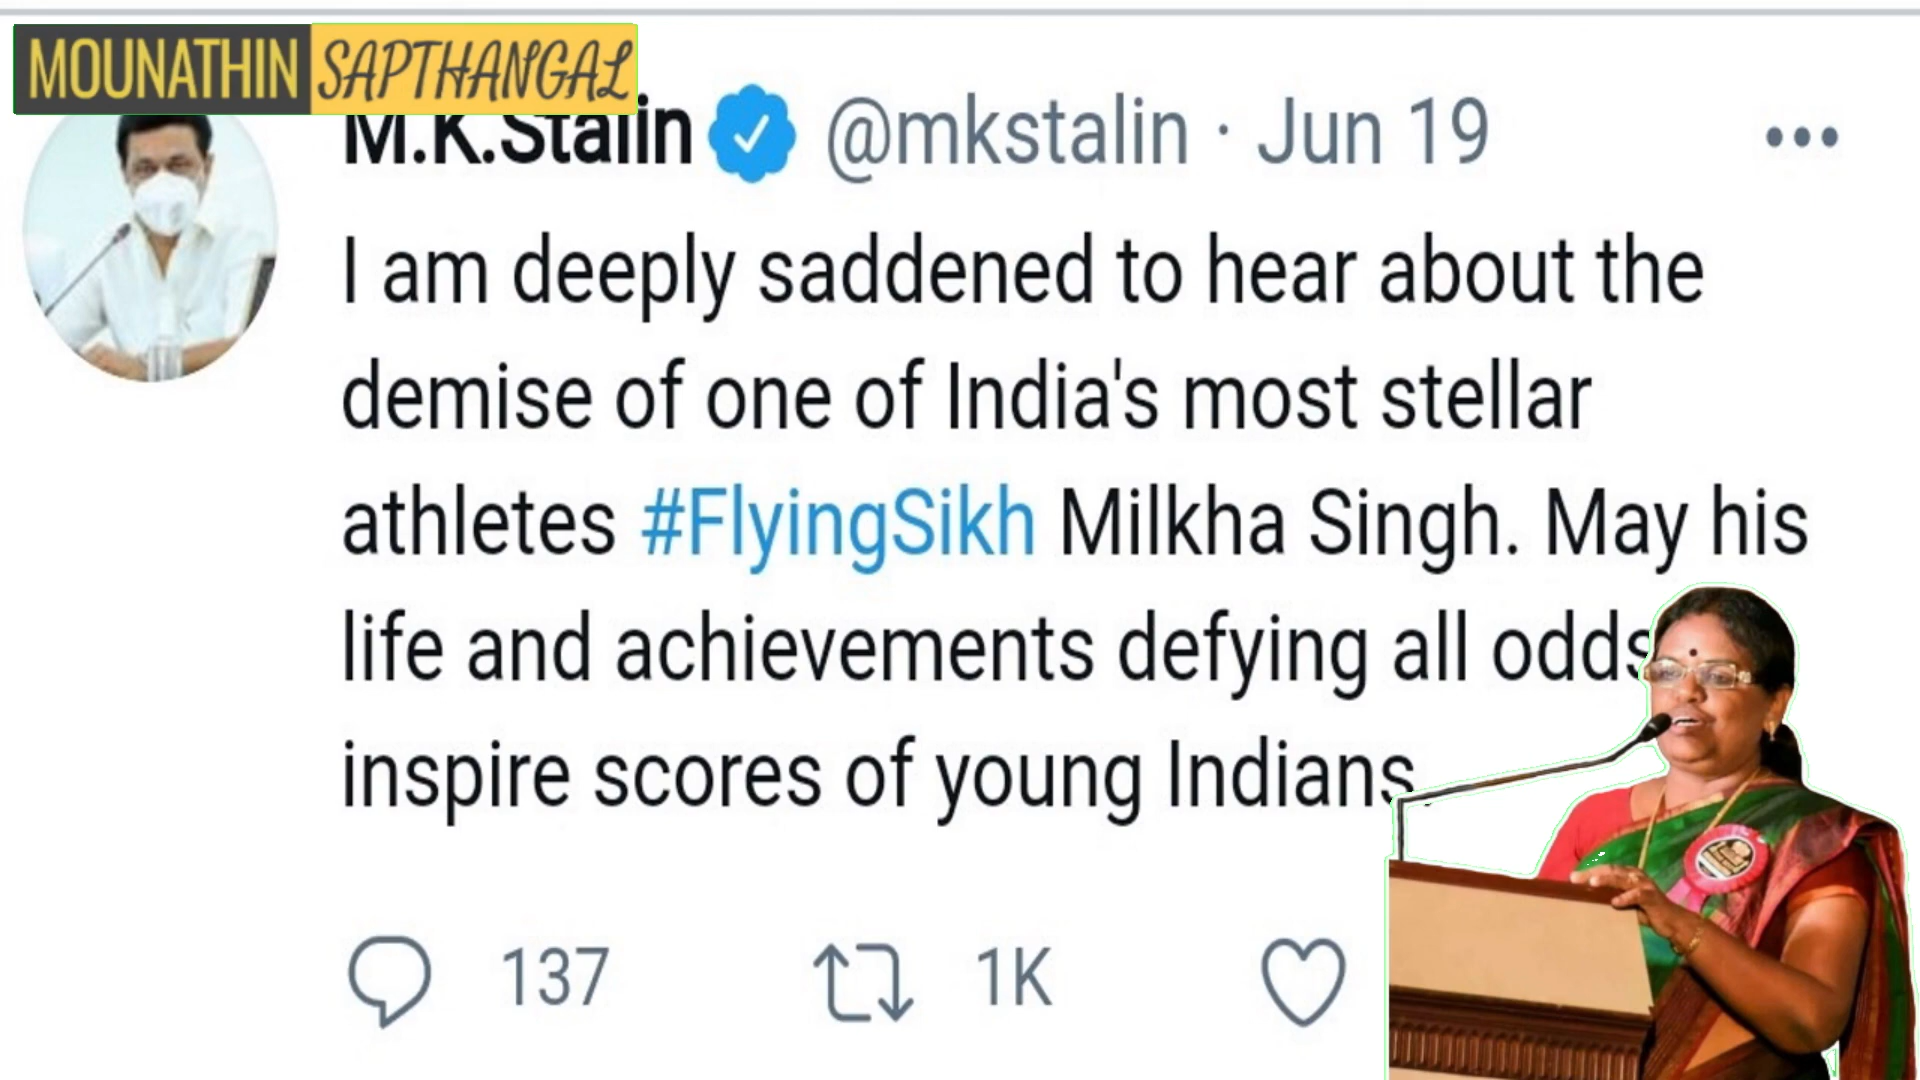 MOUNATHIN SAPTHANGAL
M.K.Stalin @mkstalin · Jun 19
I am deeply saddened to hear about the
demise of one of India's most stellar
athletes #FlyingSikh Milkha Singh. May his
life and achievements defying all odds
inspire scores of young Indians.
137 1K